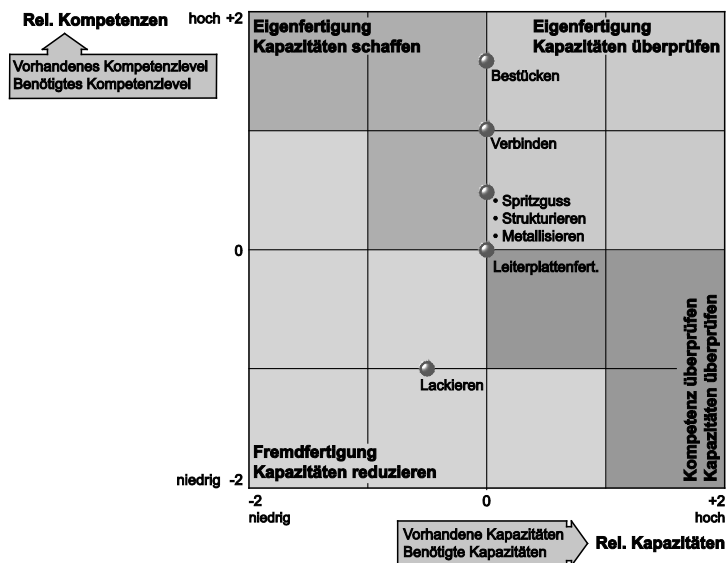 Rel. Kompetenzen
Vorhandenes Kompetenzlevel
Benötigtes Kompetenzlevel
hoch +2
0
niedrig -2
Eigenfertigung
Kapazitäten schaffen
Eigenfertigung
Kapazitäten überprüfen
Bestücken
Verbinden
• Spritzguss
• Strukturieren
• Metallisieren
Leiterplattenfert.
Lackieren
Fremdfertigung
Kapazitäten reduzieren
Kompetenz überprüfen
Kapazitäten überprüfen
-2
niedrig
0
+2
hoch
Vorhandene Kapazitäten
Benötigte Kapazitäten
Rel. Kapazitäten